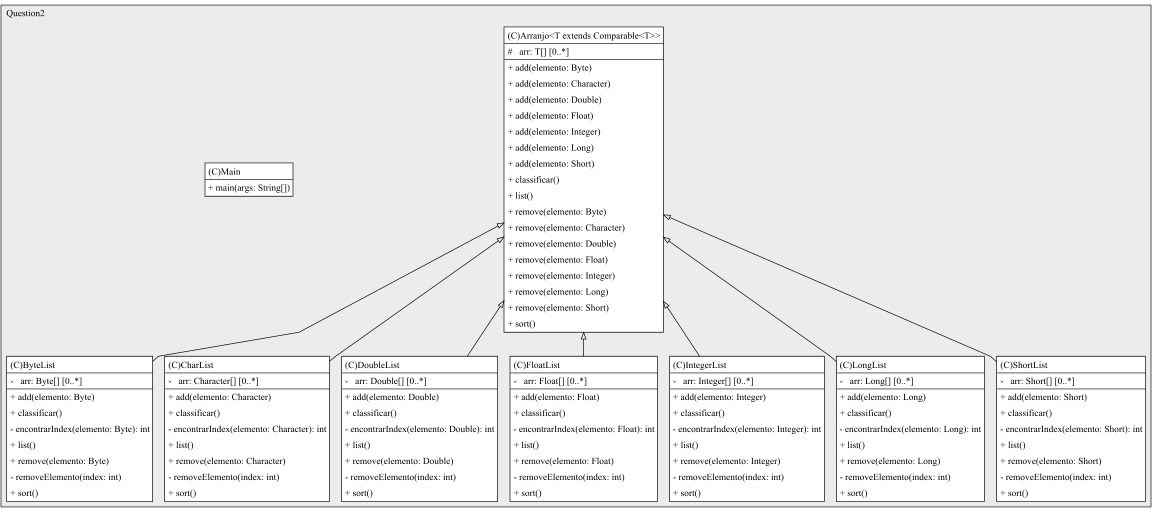 Question2
(C)Arranjo<T extends Comparable<T>>
# arr: T[] [0..*]
+ add(elemento: Byte)
+ add(elemento: Character)
+ add(elemento: Double)
+ add(elemento: Float)
+ add(elemento: Integer)
+ add(elemento: Long)
+ add(elemento: Short)
+ classificar()
+ list()
+ remove(elemento: Byte)
+ remove(elemento: Character)
+ remove(elemento: Double)
+ remove(elemento: Float)
+ remove(elemento: Integer)
+ remove(elemento: Long)
+ remove(elemento: Short)
+ sort()
(C)Main
+ main(args: String[])
(C)ByteList
- arr: Byte[] [0..*]
+ add(elemento: Byte)
+ classificar()
- encontrarIndex(elemento: Byte): int
+ list()
+ remove(elemento: Byte)
- removeElemento(index: int)
+ sort()
(C)CharList
- arr: Character[] [0..*]
+ add(elemento: Character)
+ classificar()
- encontrarIndex(elemento: Character): int
+ list()
+ remove(elemento: Character)
- removeElemento(index: int)
+ sort()
(C)DoubleList
- arr: Double[] [0..*]
+ add(elemento: Double)
+ classificar()
- encontrarIndex(elemento: Double): int
+ list()
+ remove(elemento: Double)
- removeElemento(index: int)
+ sort()
(C)FloatList
- arr: Float[] [0..*]
+ add(elemento: Float)
+ classificar()
- encontrarIndex(elemento: Float): int
+ list()
+ remove(elemento: Float)
- removeElemento(index: int)
+ sort()
(C)IntegerList
- arr: Integer[] [0..*]
+ add(elemento: Integer)
+ classificar()
- encontrarIndex(elemento: Integer): int
+ list()
+ remove(elemento: Integer)
- removeElemento(index: int)
+ sort()
(C)LongList
- arr: Long[] [0..*]
+ add(elemento: Long)
+ classificar()
- encontrarIndex(elemento: Long): int
+ list()
+ remove(elemento: Long)
- removeElemento(index: int)
+ sort()
(C)ShortList
- arr: Short[] [0..*]
+ add(elemento: Short)
+ classificar()
- encontrarIndex(elemento: Short): int
+ list()
+ remove(elemento: Short)
- removeElemento(index: int)
+ sort()